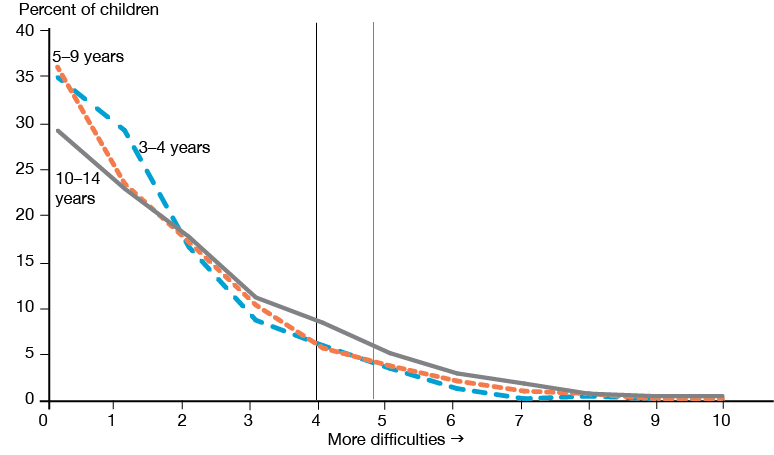 Percent of children
40
5–9 years
35
30
3–4 years
25
10–14
years
20
15
10
5
0
0 1 2 3 4 5 6 7 8 9 10
More difficulties →